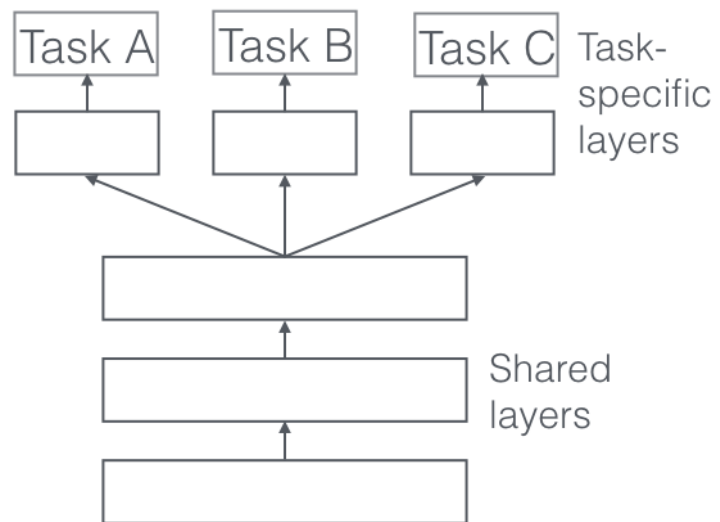 Task A
Task B
Task C
Task-
specific
layers
Shared
layers